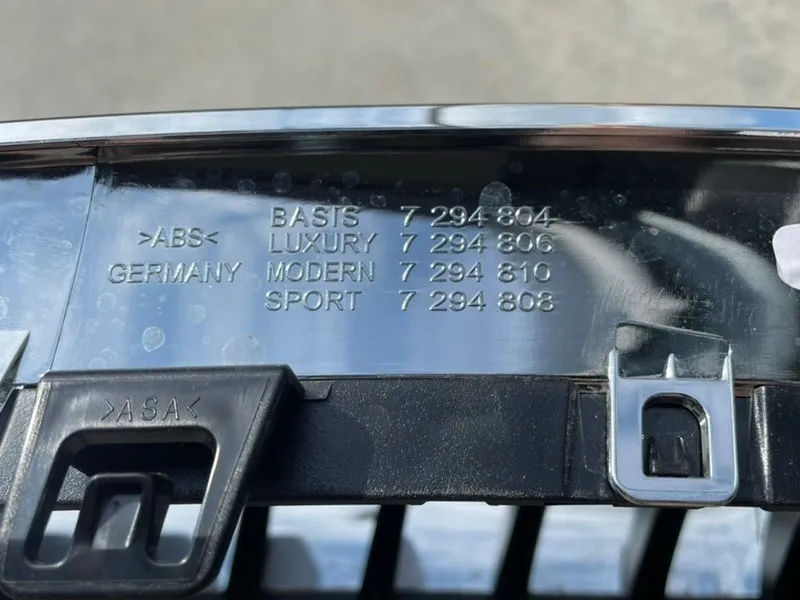 BASIS 7 294 804
>ABS< LUXURY 7 294 806
GERMANY MODERN 7 294 810
SPORT 7 294 808
>ASA<